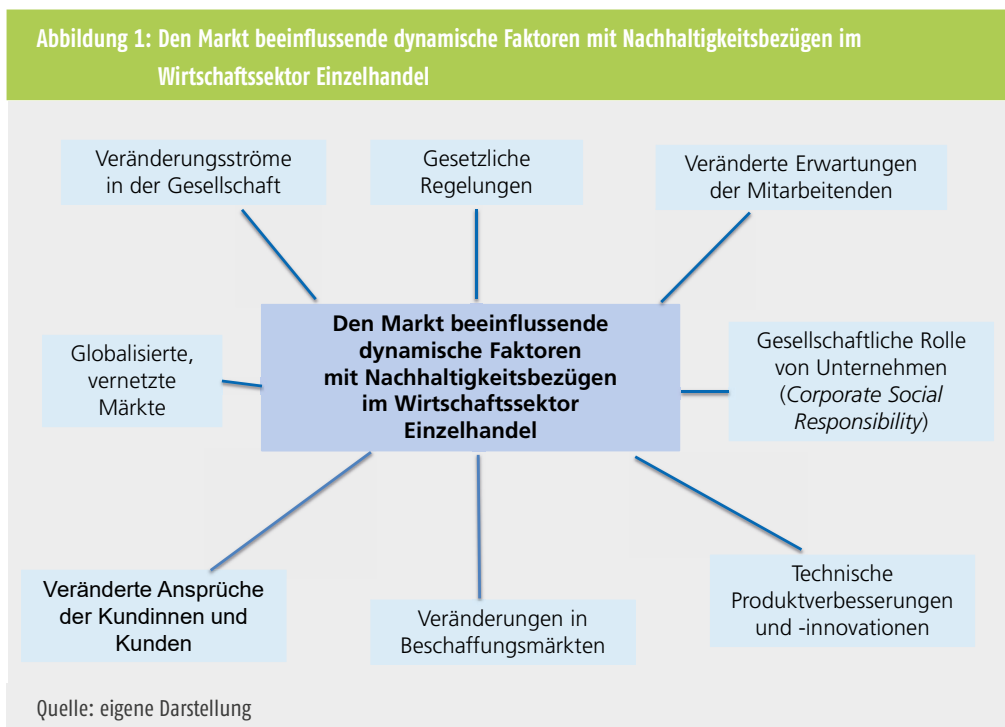 Abbildung 1: Den Markt beeinflussende dynamische Faktoren mit Nachhaltigkeitsbezügen im
Wirtschaftssektor Einzelhandel
Veränderungsströme
in der Gesellschaft
Gesetzliche
Regelungen
Veränderte Erwartungen
der Mitarbeitenden
Globalisierte,
vernetzte
Märkte
Den Markt beeinflussende
dynamische Faktoren
mit Nachhaltigkeitsbezügen
im Wirtschaftssektor
Einzelhandel
Gesellschaftliche Rolle
von Unternehmen
(Corporate Social
Responsibility)
Veränderte Ansprüche
der Kundinnen und
Kunden
Veränderungen in
Beschaffungsmärkten
Technische
Produktverbesserungen
und -innovationen
Quelle: eigene Darstellung